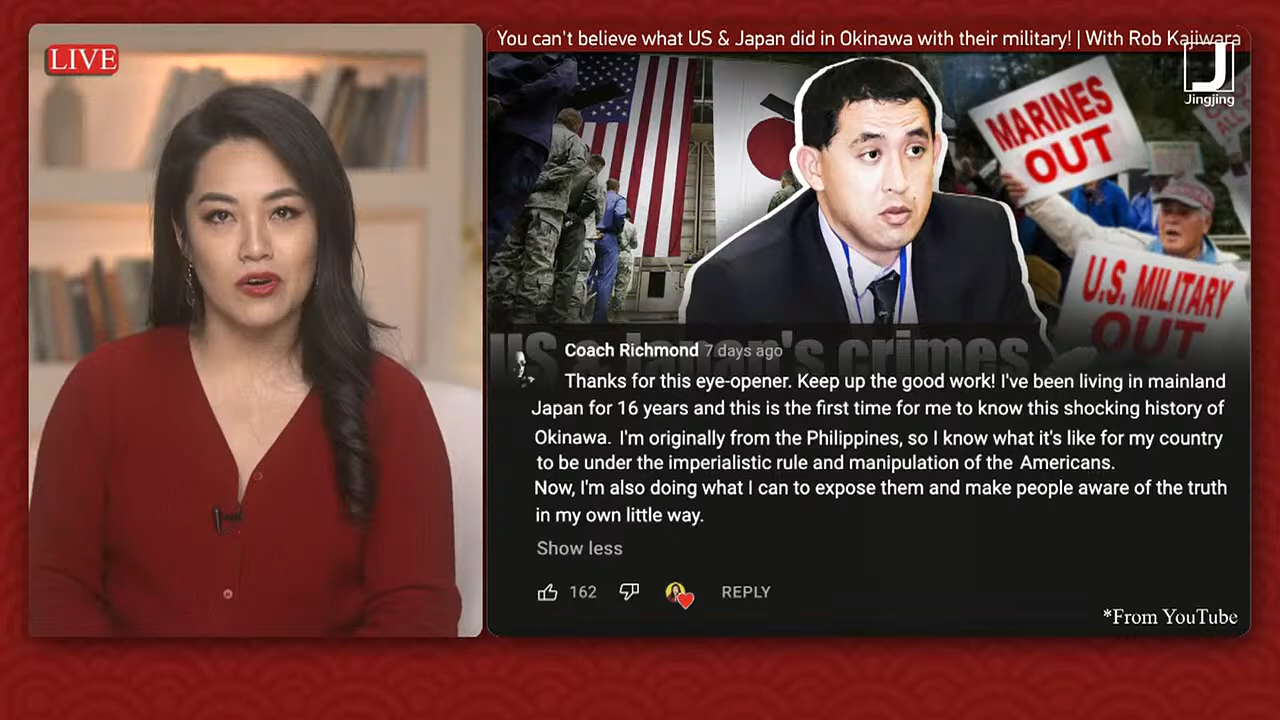 LIVE
You can't believe what US & Japan did in Okinawa with their military! | With Rob Kajiwara
J
Jingjing
MARINES
OUT
U.S. MILITARY
OUT
US & Japan's crimes
Coach Richmond 7 days ago
Thanks for this eye-opener. Keep up the good work! I've been living in mainland
Japan for 16 years and this is the first time for me to know this shocking history of
Okinawa. I'm originally from the Philippines, so I know what it's like for my country
to be under the imperialistic rule and manipulation of the Americans.
Now, I'm also doing what I can to expose them and make people aware of the truth
in my own little way.
Show less
162
REPLY
*From YouTube